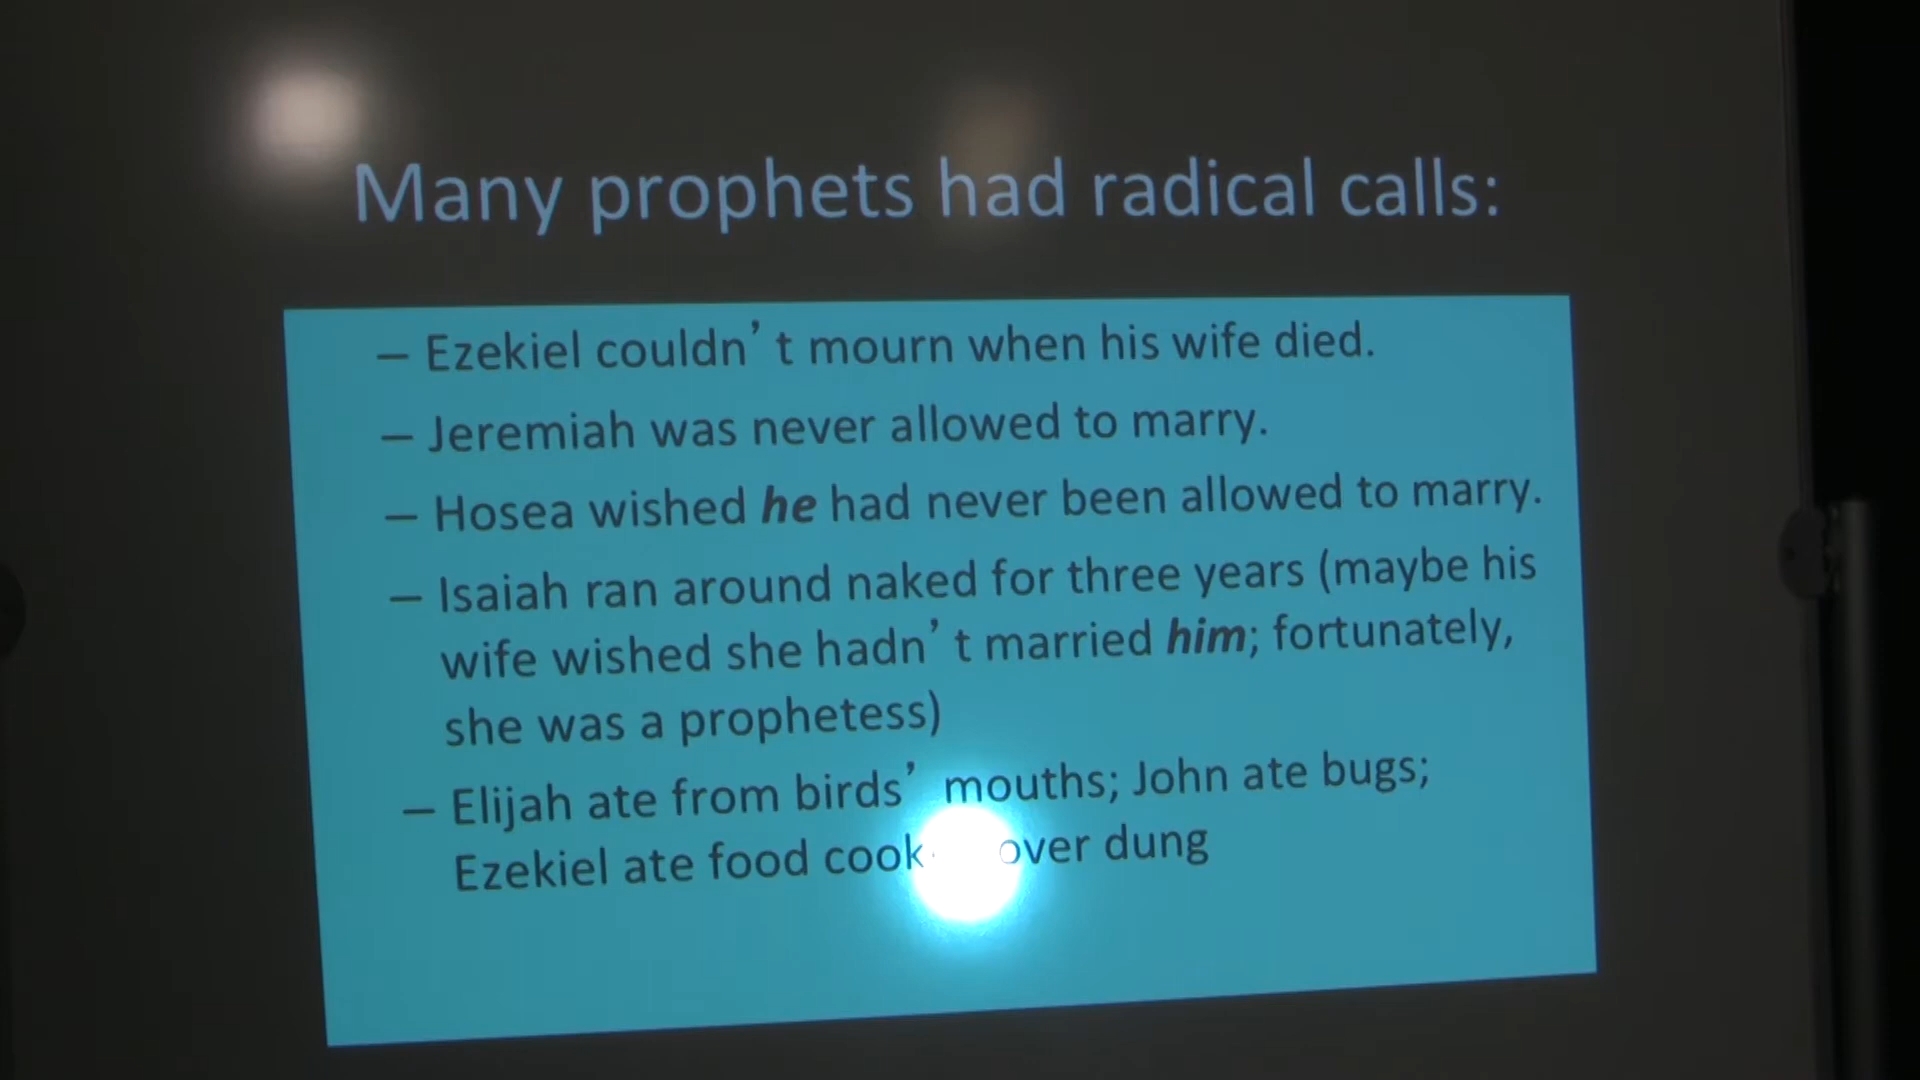 Many prophets had radical calls:
– Ezekiel couldn’t mourn when his wife died.
– Jeremiah was never allowed to marry.
– Hosea wished he had never been allowed to marry.
– Isaiah ran around naked for three years (maybe his
wife wished she hadn’t married him; fortunately,
she was a prophetess)
– Elijah ate from birds’ mouths; John ate bugs;
Ezekiel ate food over dung